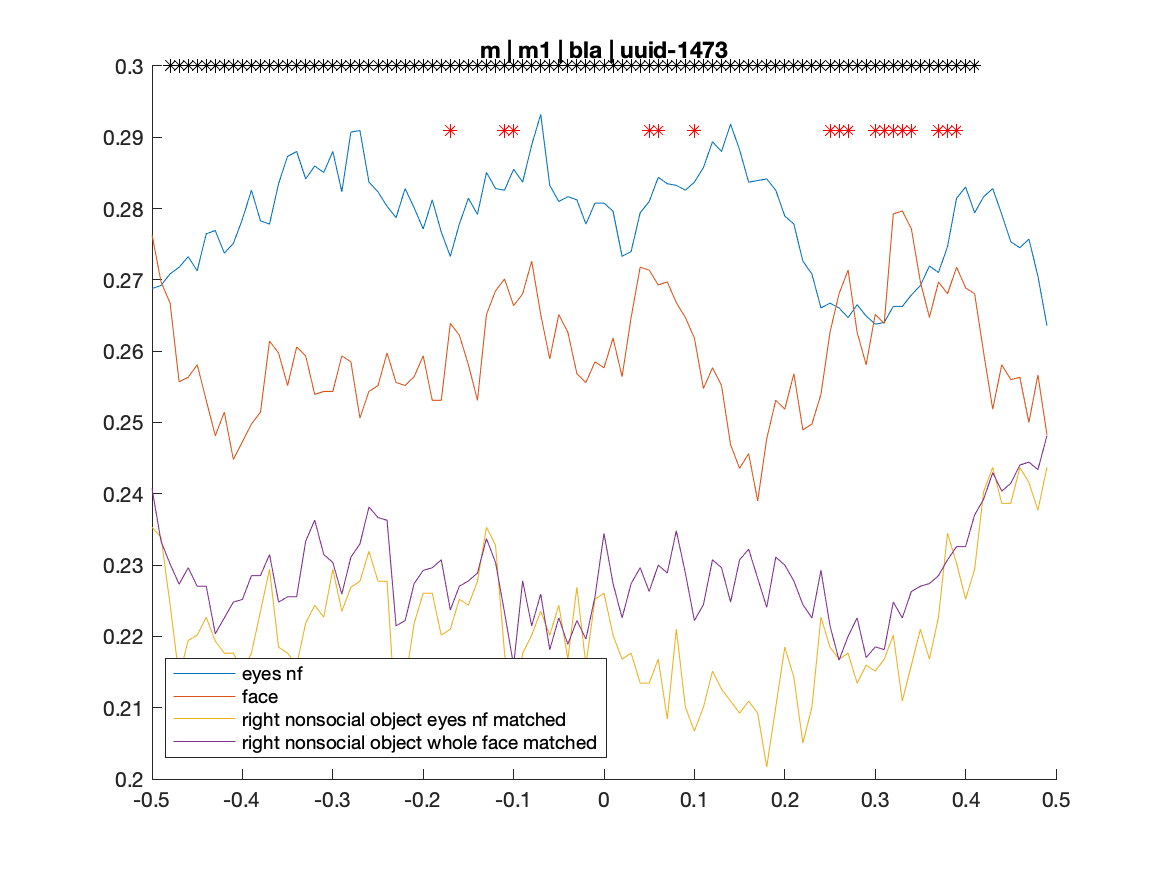 m | m1 | bla | uuid-1473
0.3
0.29
0.28
0.27
0.26
0.25
0.24
0.23
0.22
0.21
0.2
eyes nf
face
right nonsocial object eyes nf matched
right nonsocial object whole face matched
-0.5 -0.4 -0.3 -0.2 -0.1 0 0.1 0.2 0.3 0.4 0.5